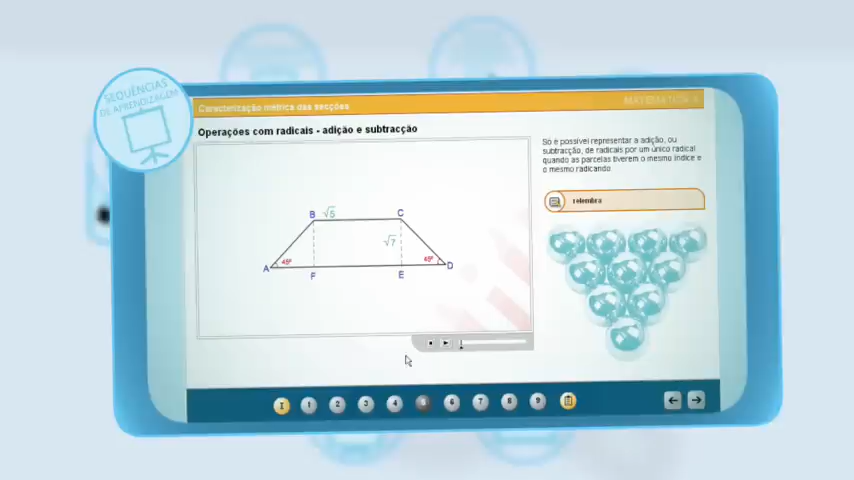 SEQUÊNCIAS
DE APRENDIZAGEM
Caracterização métrica das secções
Operações com radicais - adição e subtracção
Só é possível representar a adição, ou
subtracção, de radicais por um único radical
quando as parcelas tiverem o mesmo índice e
o mesmo radicando
relembra
B √5 C
√7
A 45º 45º D
F E
I 1 2 3 4 5 6 7 8 9